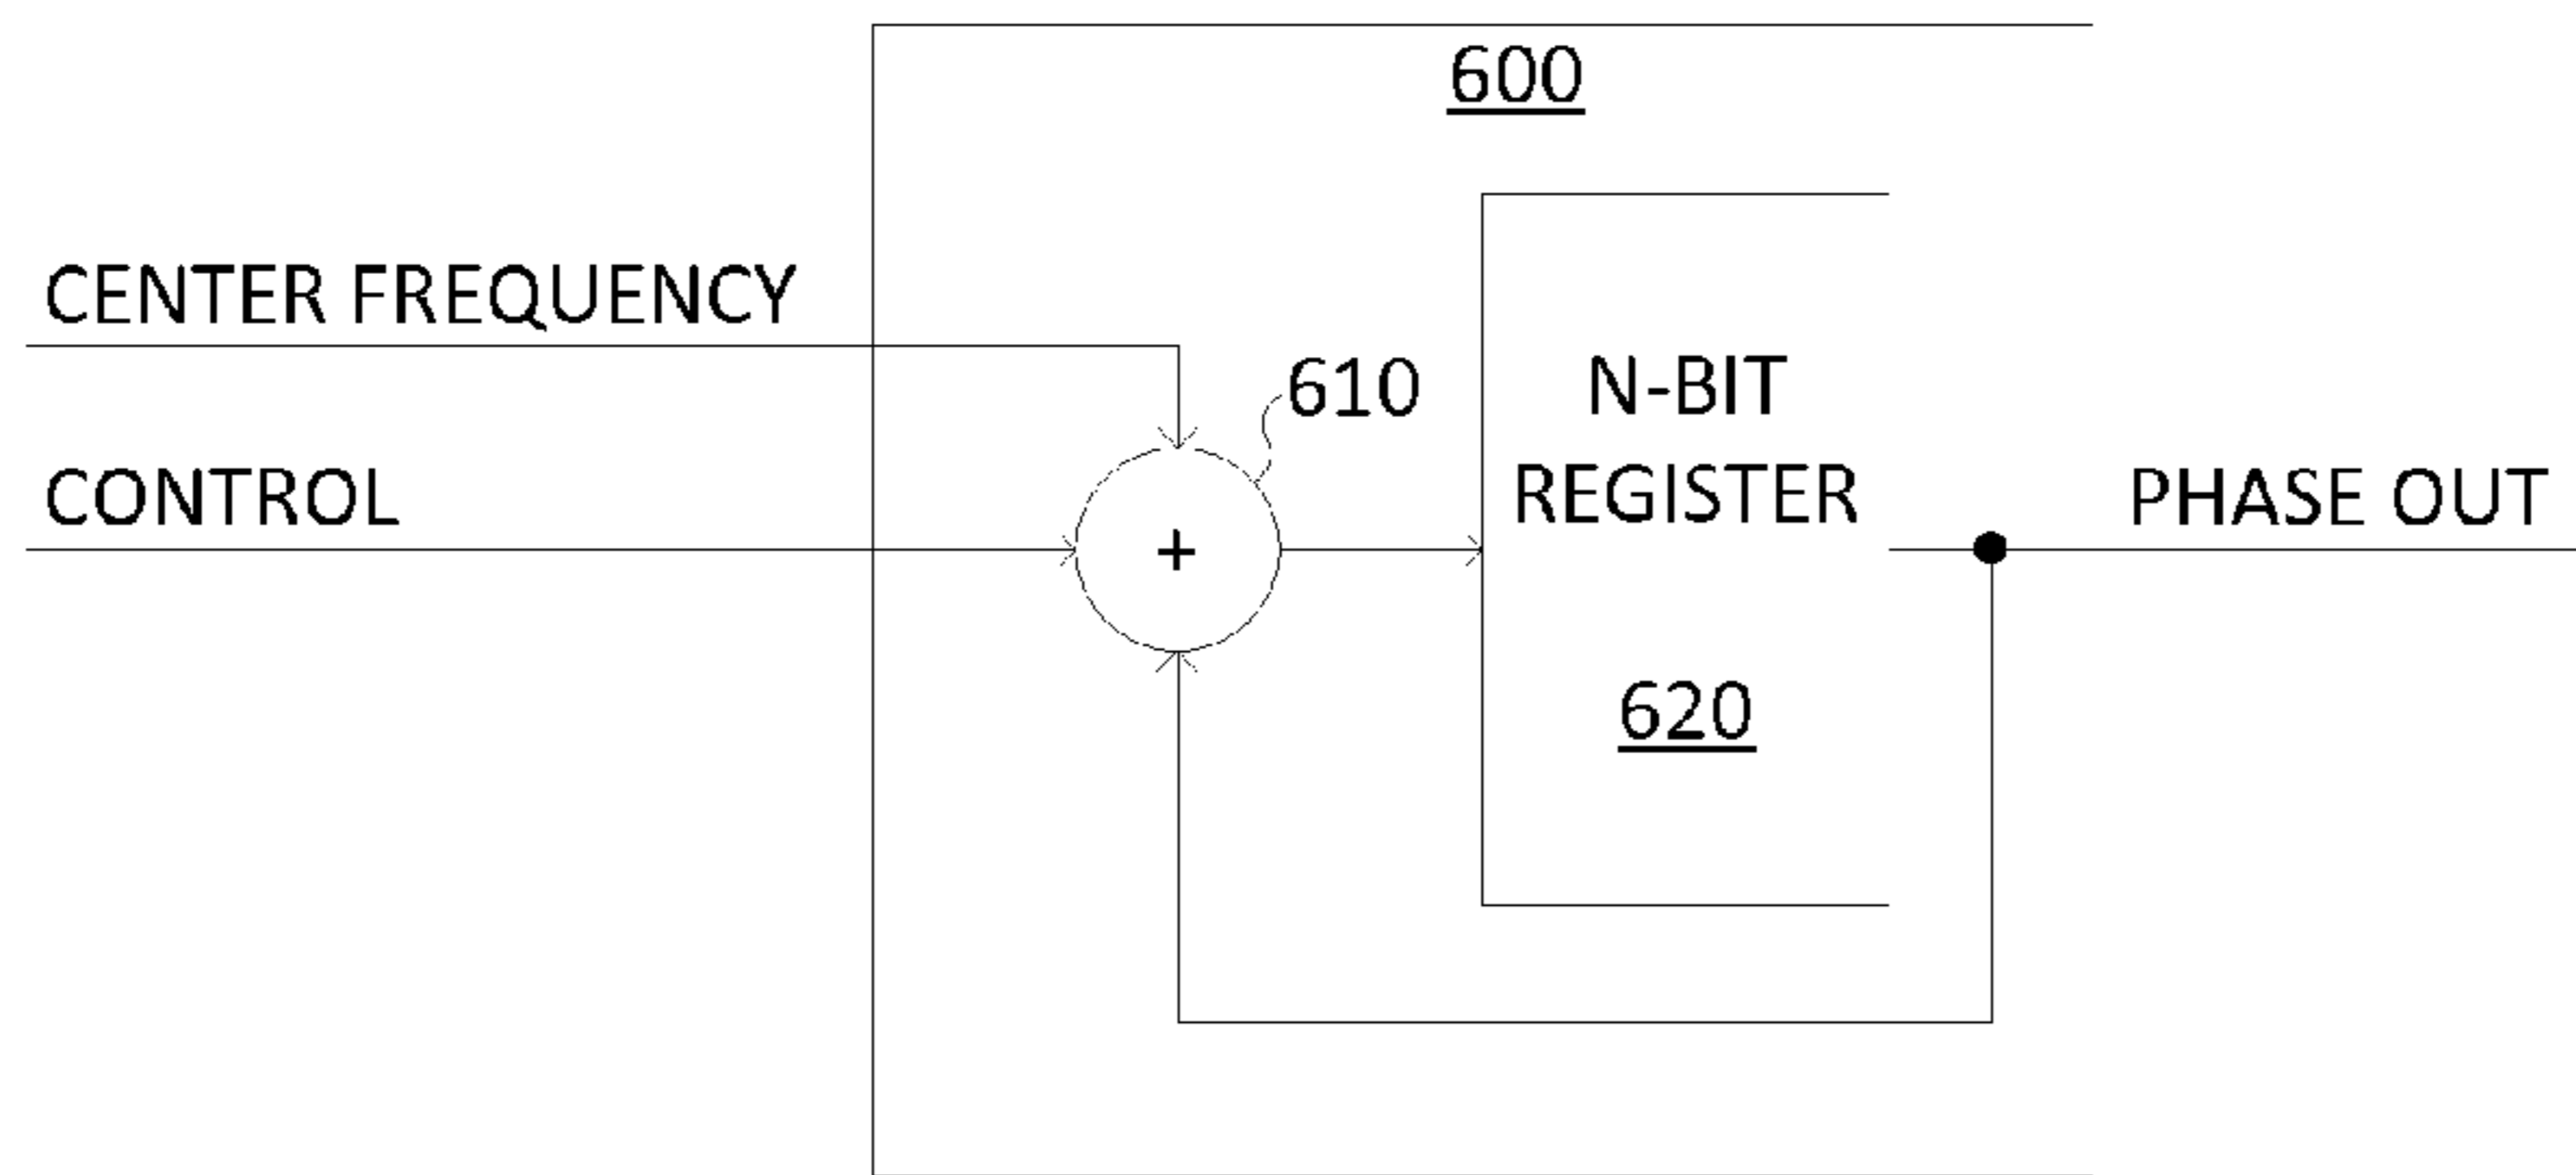 600
CENTER FREQUENCY
610
N-BIT
REGISTER
CONTROL
+
PHASE OUT
620